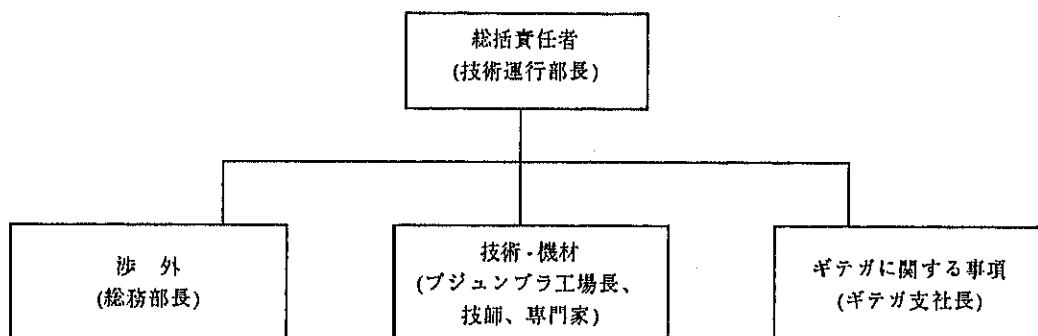 総括責任者
(技術運行部長)
渉 外
(総務部長)
技術・機材
(ブジュンブラ工場長、
技師、専門家)
ギテガに関する事項
(ギテガ支社長)